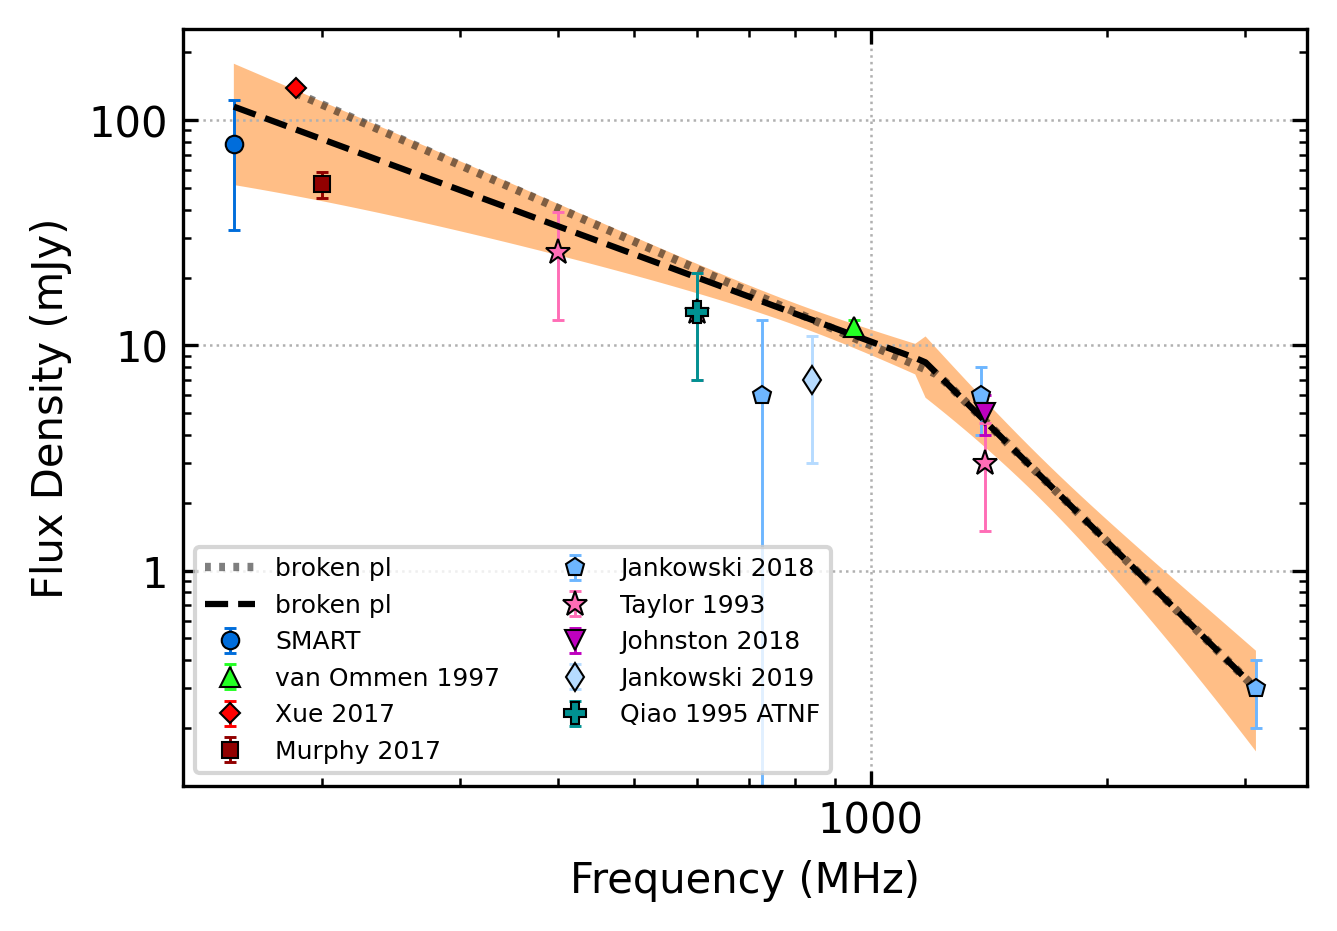 100
10
1
Flux Density (mJy)
broken pl
broken pl
SMART
van Ommen 1997
Xue 2017
Murphy 2017
Jankowski 2018
Taylor 1993
Johnston 2018
Jankowski 2019
Qiao 1995 ATNF
1000
Frequency (MHz)